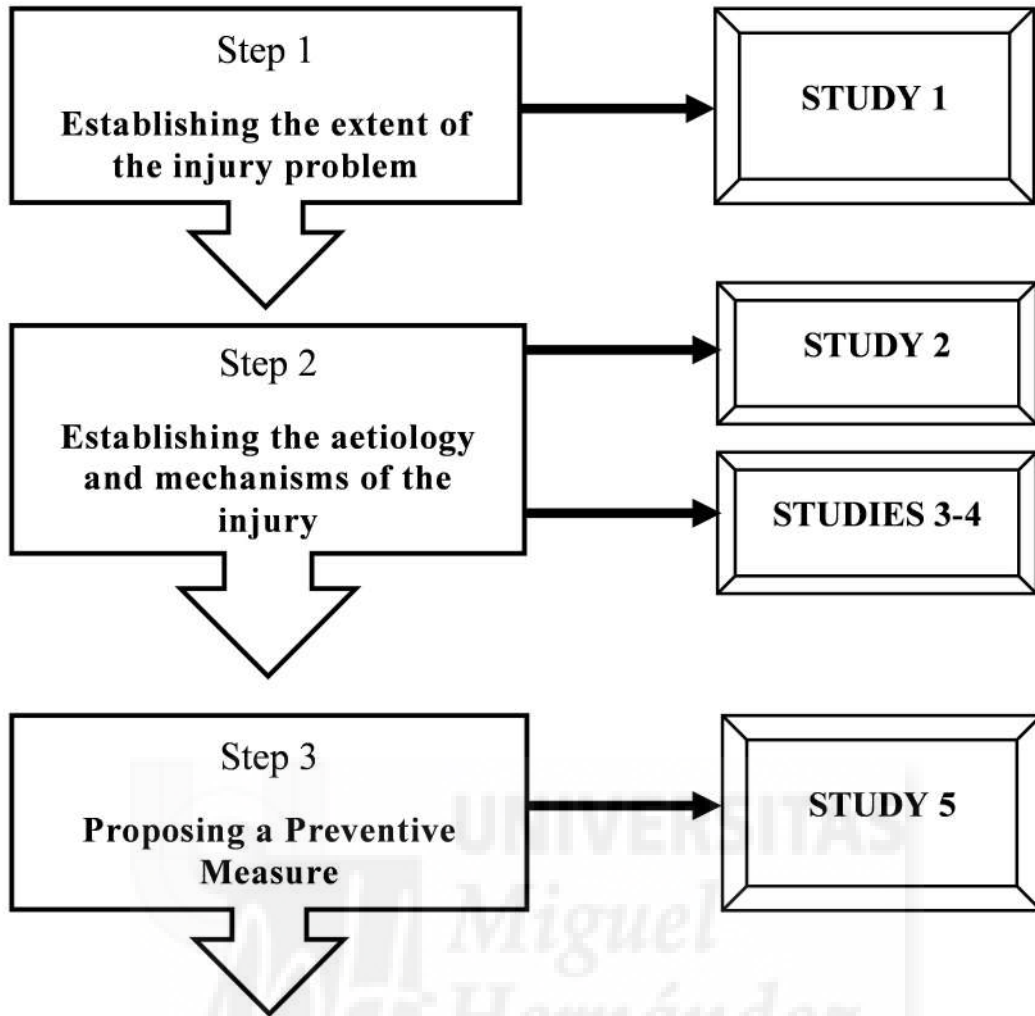 Step 1
Establishing the extent of
the injury problem
STUDY 1
Step 2
Establishing the aetiology
and mechanisms of the
injury
STUDY 2
STUDIES 3-4
Step 3
Proposing a Preventive
Measure
STUDY 5
UNIVERSITAS
Miguel
Hernández